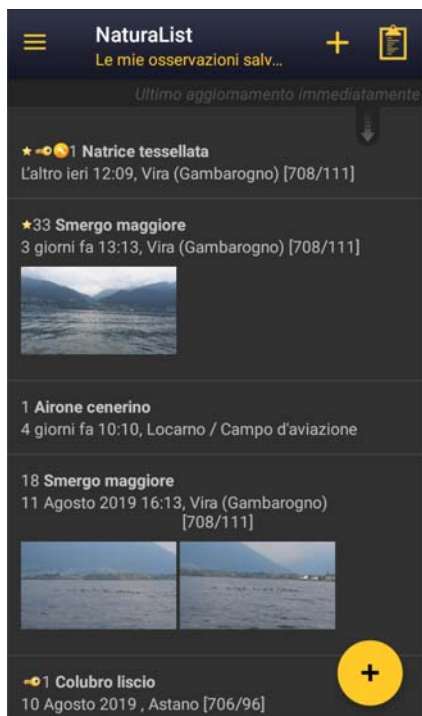 NaturaList
Le mie osservazioni salv...
Ultimo aggiornamento immediatamente
1 Natrice tessellata
L'altro ieri 12:09, Vira (Gambarogno) [708/111]
33 Smergo maggiore
3 giorni fa 13:13, Vira (Gambarogno) [708/111]
1 Airone cenerino
4 giorni fa 10:10, Locarno / Campo d'aviazione
18 Smergo maggiore
11 Agosto 2019 16:13, Vira (Gambarogno)
[708/111]
1 Colubro liscio
10 Agosto 2019 , Astano [706/96]